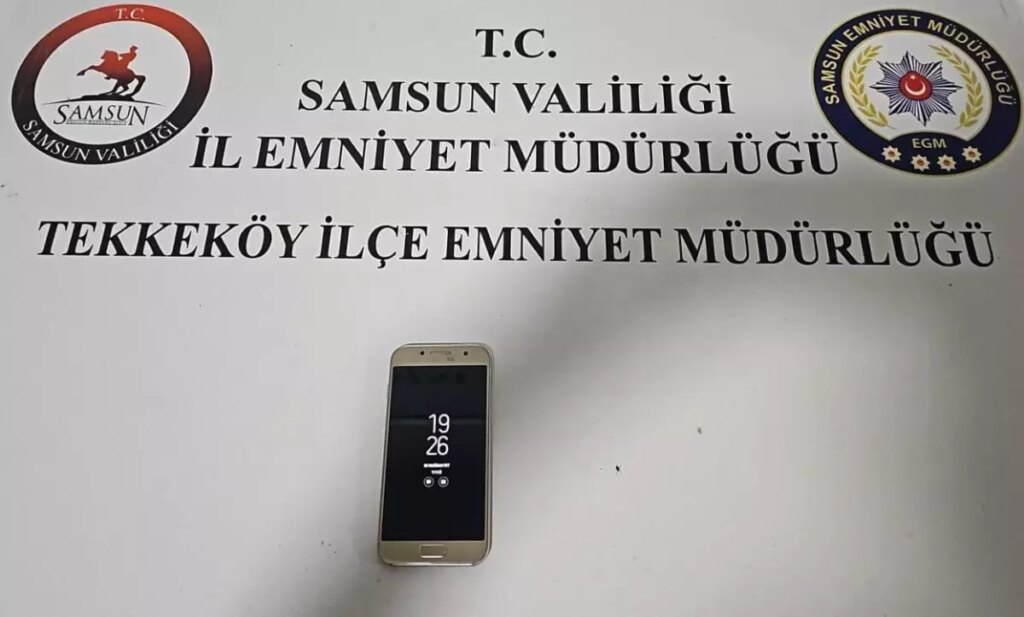 T.C.
SAMSUN
SAMSUN VALİLİĞİ
T.C.
SAMSUN VALİLİĞİ
İL EMNİYET MÜDÜRLÜĞÜ
TEKKEKÖY İLÇE EMNİYET MÜDÜRLÜĞÜ
SAMSUN EMNİYET MÜDÜRLÜĞÜ
EGM
19
26